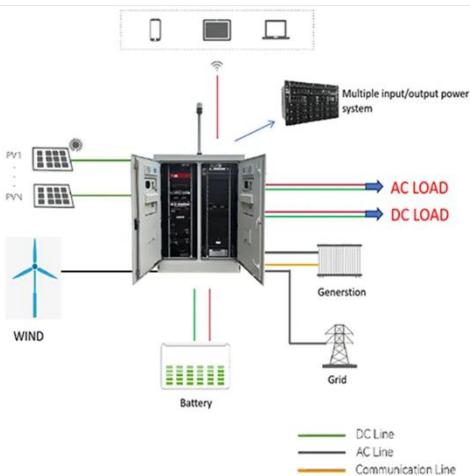 Multiple input/output power
system
PV1
PVN
AC LOAD
DC LOAD
WIND
Generstion
Grid
Battery
DC Line
AC Line
Communication Line